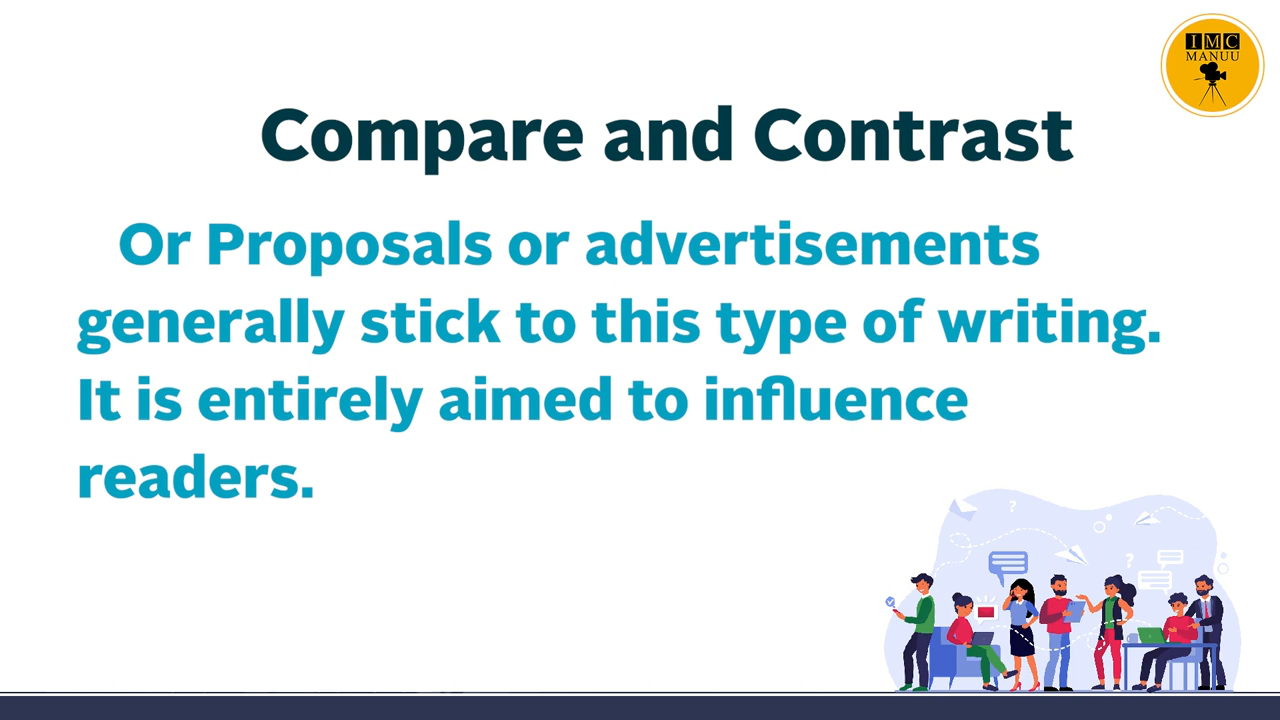 IMC
MANUU
Compare and Contrast
Or Proposals or advertisements
generally stick to this type of writing.
It is entirely aimed to influence
readers.